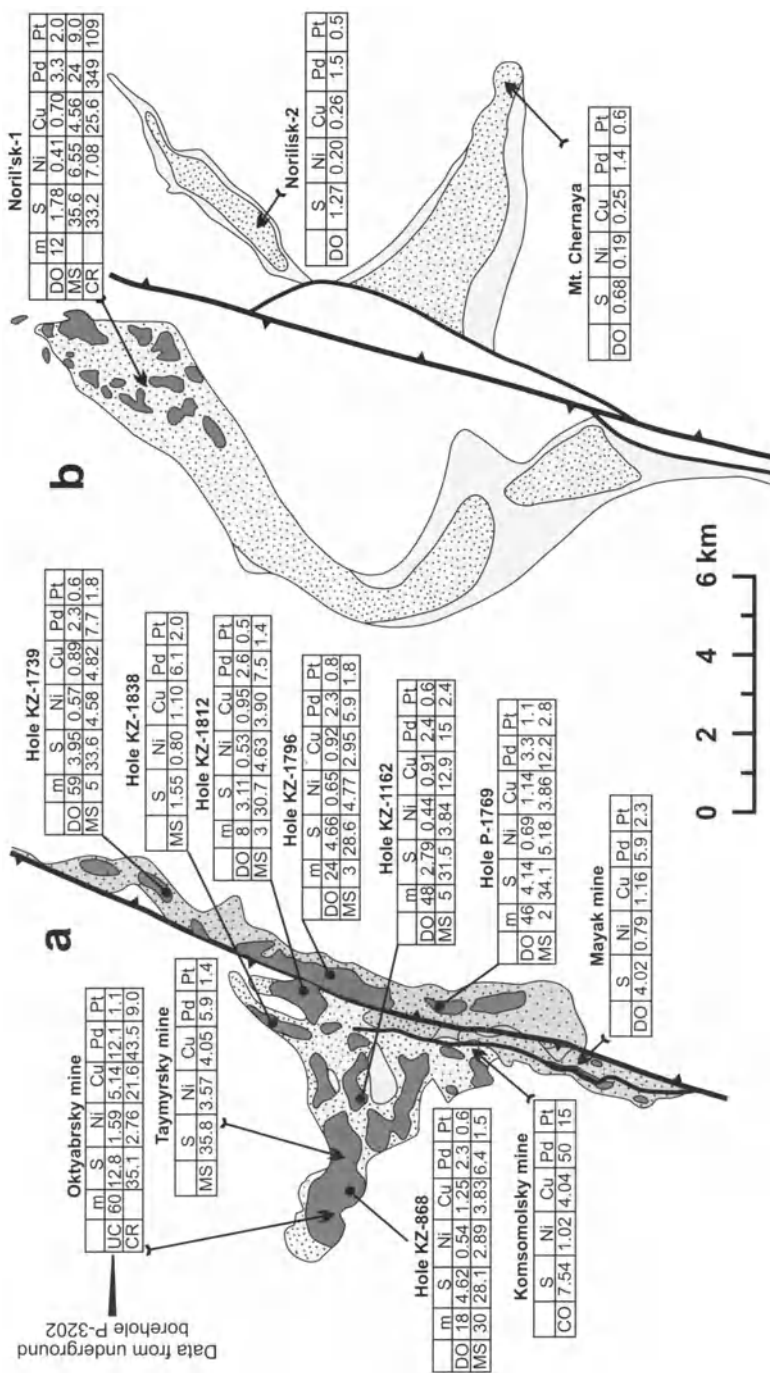 a
Oktyabrsky mine
m S Ni Cu Pd Pt
UC 60 12.8 1.59 5.14 12.1 1.1
CR 35.1 2.76 21.6 43.5 9.0
Data from underground
borehole P-3202
Taymyrsky mine
S Ni Cu Pd Pt
MS 35.8 3.57 4.05 5.9 1.4
Hole KZ-868
m S Ni Cu Pd Pt
DO 18 4.62 0.54 1.25 2.3 0.6
MS 30 28.1 2.89 3.83 6.4 1.5
Komsomolsky mine
S Ni Cu Pd Pt
CO 7.54 1.02 4.04 50 15
Hole KZ-1739
m S Ni Cu Pd Pt
DO 59 3.95 0.57 0.89 2.3 0.6
MS 5 33.6 4.58 4.82 7.7 1.8
Hole KZ-1838
S Ni Cu Pd Pt
MS 1.55 0.80 1.10 6.1 2.0
Hole KZ-1812
m S Ni Cu Pd Pt
DO 8 3.11 0.53 0.95 2.6 0.5
MS 3 30.7 4.63 3.90 7.5 1.4
Hole KZ-1796
m S Ni Cu Pd Pt
DO 24 4.66 0.65 0.92 2.3 0.8
MS 3 28.6 4.77 2.95 5.9 1.8
Hole KZ-1162
m S Ni Cu Pd Pt
DO 48 2.79 0.44 0.91 2.4 0.6
MS 5 31.5 3.84 12.9 15 2.4
Hole P-1769
m S Ni Cu Pd Pt
DO 46 4.14 0.69 1.14 3.3 1.1
MS 2 34.1 5.18 3.86 12.2 2.8
Mayak mine
S Ni Cu Pd Pt
DO 4.02 0.79 1.16 5.9 2.3
b
Noril'sk-1
m S Ni Cu Pd Pt
DO 12 1.78 0.41 0.70 3.3 2.0
MS 35.6 6.55 4.56 24 9.0
CR 33.2 7.08 25.6 349 109
Norilisk-2
S Ni Cu Pd Pt
DO 1.27 0.20 0.26 1.5 0.5
Mt. Chernaya
S Ni Cu Pd Pt
DO 0.68 0.19 0.25 1.4 0.6
0 2 4 6 km